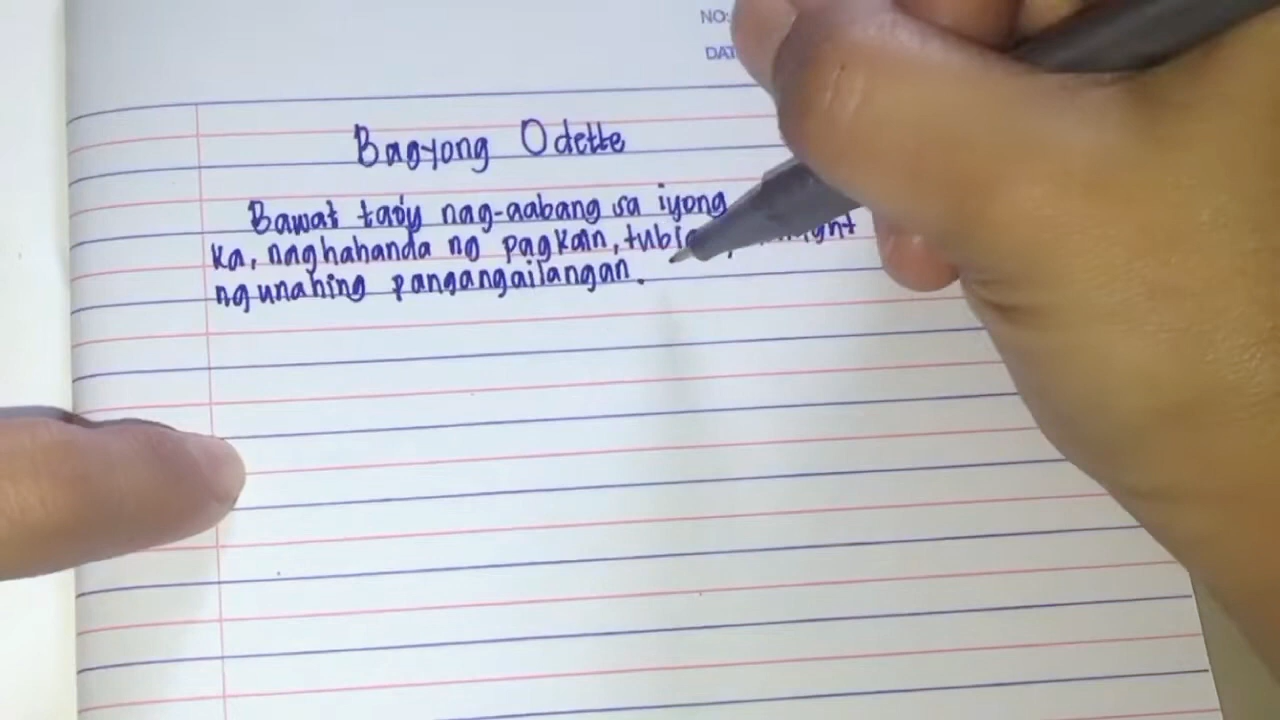 NO:
Bagyong Odette
Bawat tao'y nag-aabang sa iyong
ka, naghahanda ng pagkain,
ng unahing pangangailangan.